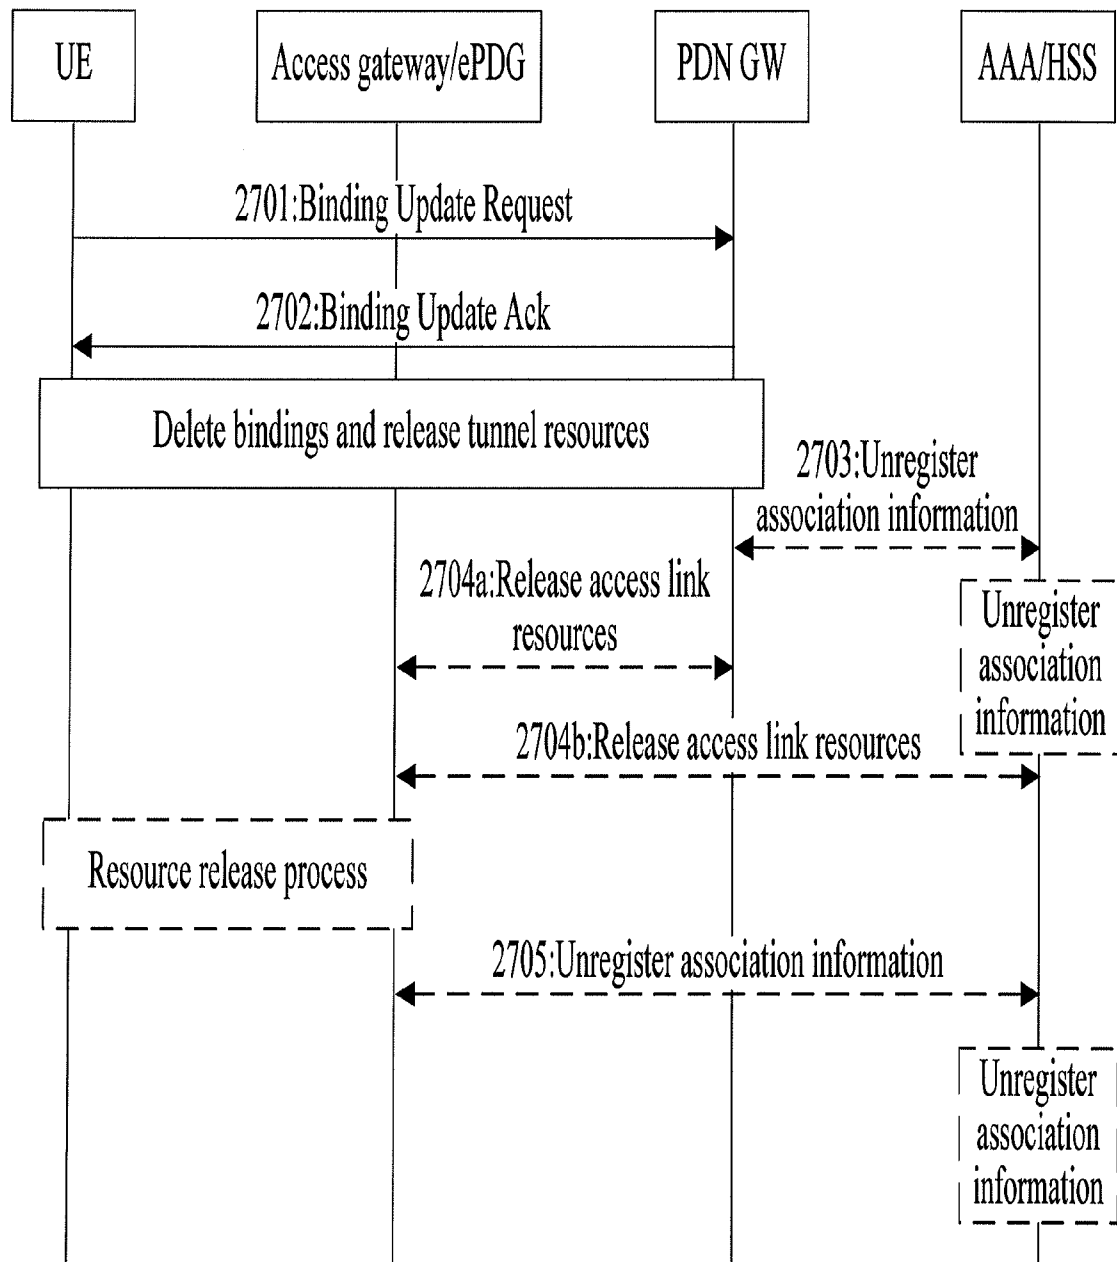 UE
Access gateway/ePDG
PDN GW
AAA/HSS
2701:Binding Update Request
2702:Binding Update Ack
Delete bindings and release tunnel resources
2703:Unregister
association information
2704a:Release access link
resources
Unregister
association
information
2704b:Release access link resources
Resource release process
2705:Unregister association information
Unregister
association
information